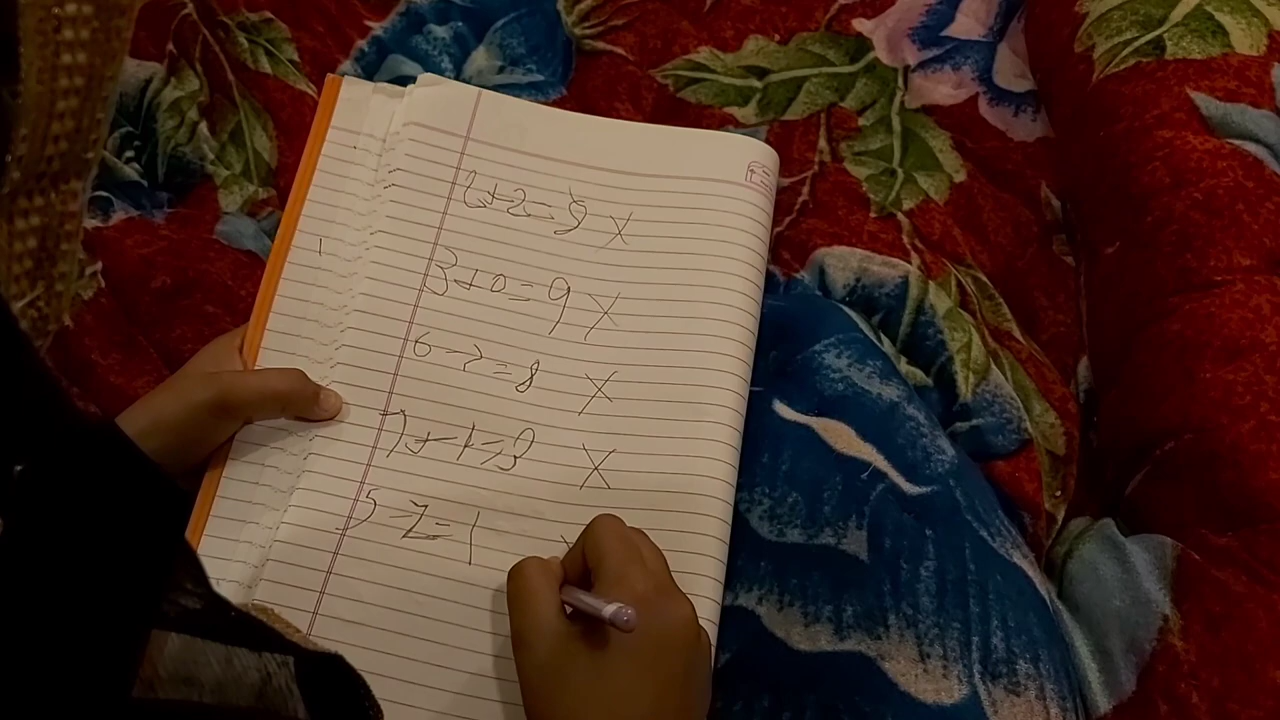 2+2=9 X
3+0=9 X
6-2=8 X
7+1=3 X
5-2=1